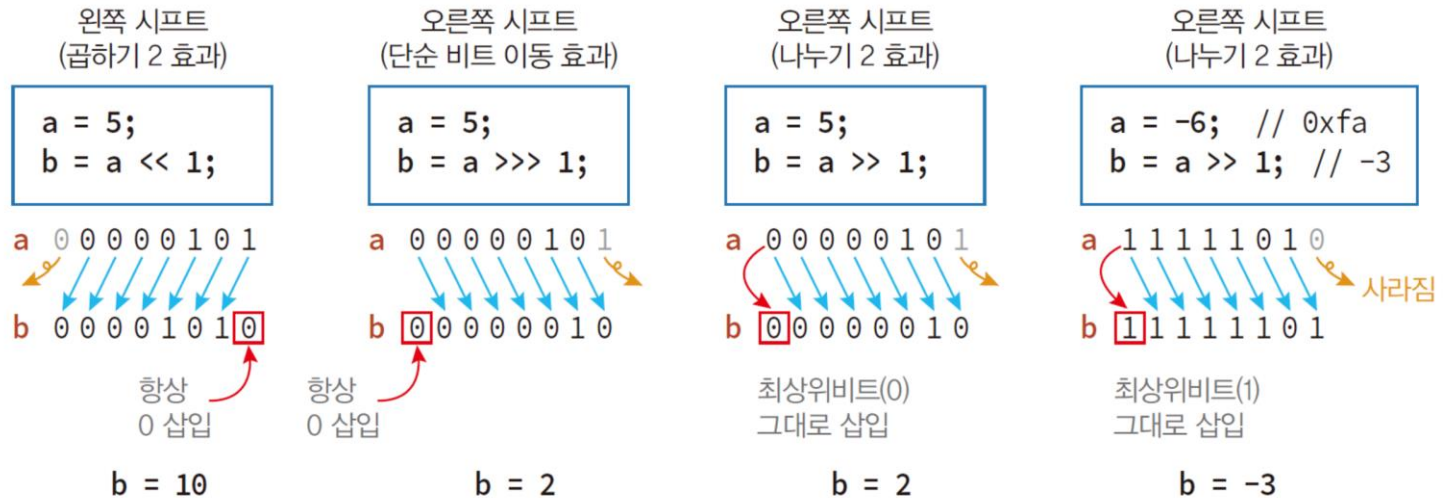 왼쪽 시프트
(곱하기 2 효과)
a = 5;
b = a << 1;
a 0 0 0 0 0 1 0 1
b 0 0 0 0 1 0 1 0
항상
0 삽입
b = 10
오른쪽 시프트
(단순 비트 이동 효과)
a = 5;
b = a >>> 1;
a 0 0 0 0 0 1 0 1
b 0 0 0 0 0 0 1 0
항상
0 삽입
b = 2
오른쪽 시프트
(나누기 2 효과)
a = 5;
b = a >> 1;
a 0 0 0 0 0 1 0 1
b 0 0 0 0 0 0 1 0
최상위비트(0)
그대로 삽입
b = 2
오른쪽 시프트
(나누기 2 효과)
a = -6; // 0xfa
b = a >> 1; // -3
a 1 1 1 1 1 0 1 0
사라짐
b 1 1 1 1 1 1 0 1
최상위비트(1)
그대로 삽입
b = -3